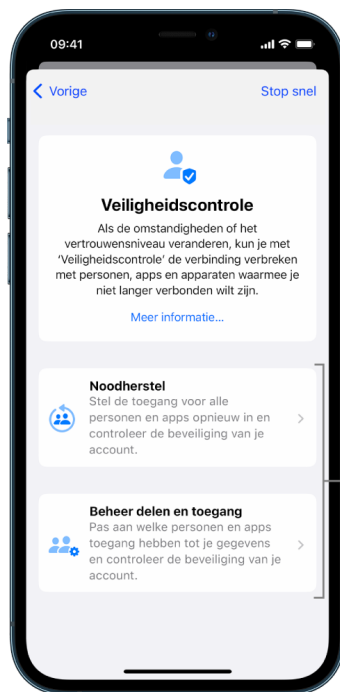 09:41
Vorige
Stop snel
Veiligheidscontrole
Als de omstandigheden of het
vertrouwensniveau veranderen, kun je met
‘Veiligheidscontrole’ de verbinding verbreken
met personen, apps en apparaten waarmee je
niet langer verbonden wilt zijn.
Meer informatie...
Noodherstel
Stel de toegang voor alle
personen en apps opnieuw in en
controleer de beveiliging van je
account.
Beheer delen en toegang
Pas aan welke personen en apps
toegang hebben tot je gegevens
en controleer de beveiliging van je
account.